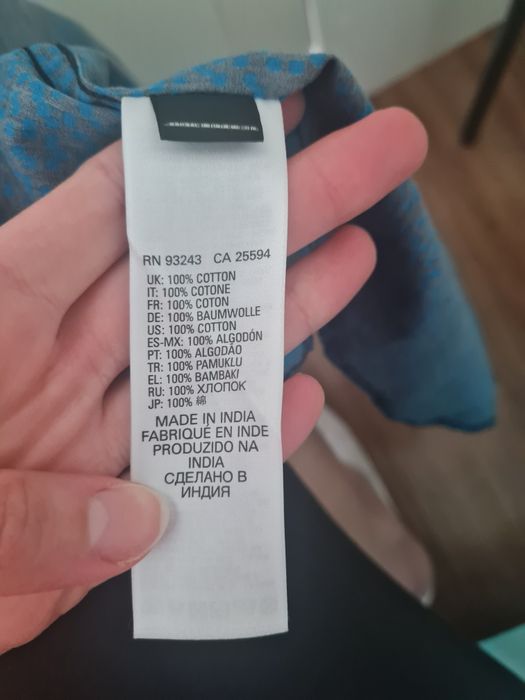 RN 93243 CA 25594
UK: 100% COTTON
IT: 100% COTONE
FR: 100% COTON
DE: 100% BAUMWOLLE
US: 100% COTTON
ES-MX: 100% ALGODÓN
PT: 100% ALGODÃO
TR: 100% PAMUKLU
EL: 100% BAMBAKI
RU: 100% ХЛОПОК
JP: 100% 綿
MADE IN INDIA
FABRIQUÉ EN INDE
PRODUZIDO NA
INDIA
СДЕЛАНО В
ИНДИЯ